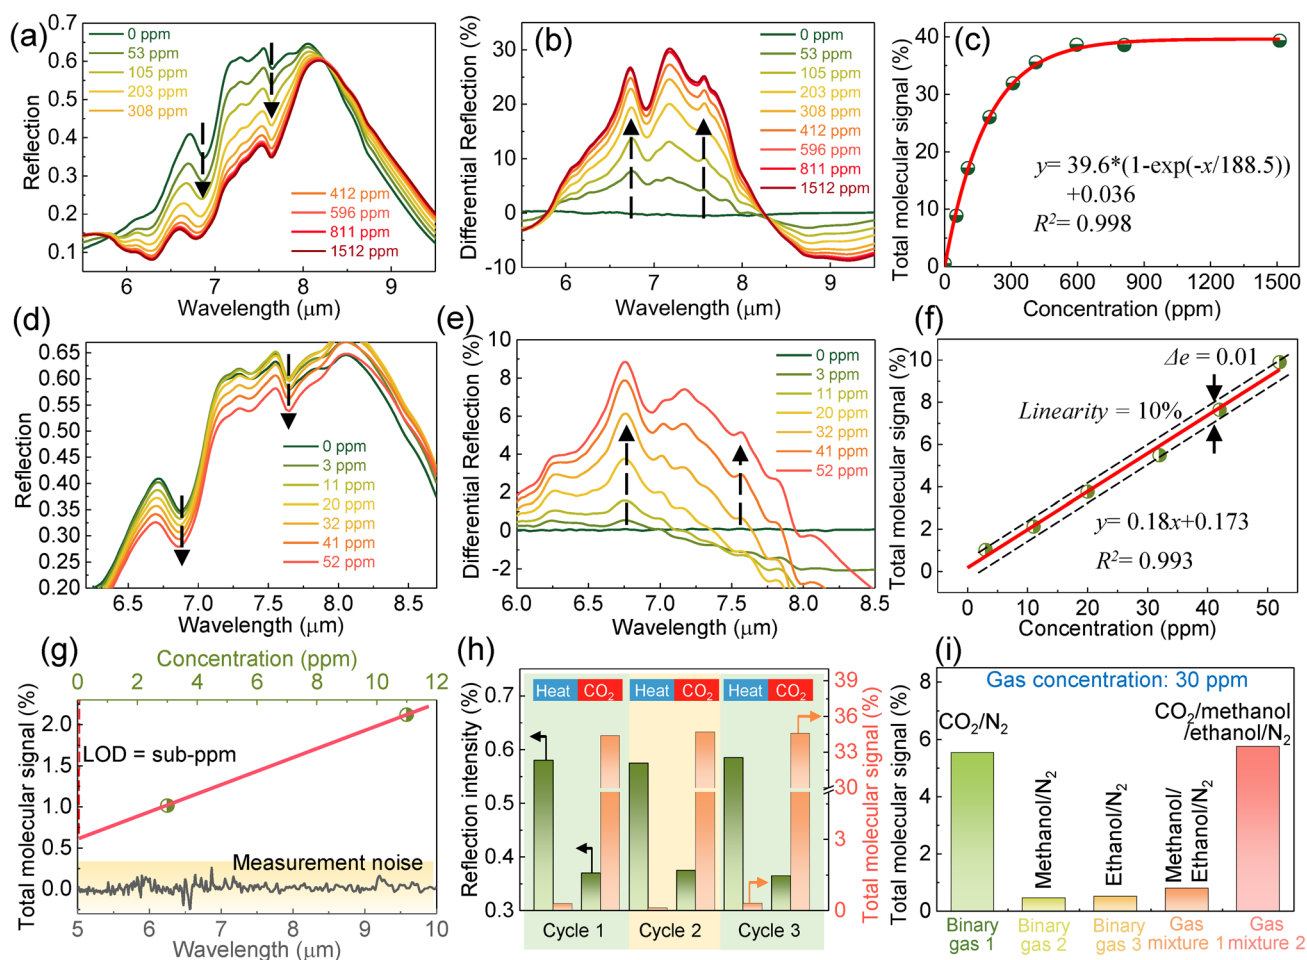 (a)
0.7
0.6
0.5
0.4
0.3
0.2
0.1
Reflection
0 ppm
53 ppm
105 ppm
203 ppm
308 ppm
412 ppm
596 ppm
811 ppm
1512 ppm
6 7 8 9
Wavelength (μm)
(b)
40
30
20
10
0
-10
Differential Reflection (%)
0 ppm
53 ppm
105 ppm
203 ppm
308 ppm
412 ppm
596 ppm
811 ppm
1512 ppm
6 7 8 9
Wavelength (μm)
(c)
40
30
20
10
0
Total molecular signal (%)
y= 39.6*(1-exp(-x/188.5))
+0.036
R²= 0.998
0 300 600 900 1200 1500
Concentration (ppm)
(d)
0.65
0.60
0.55
0.50
0.45
0.40
0.35
0.30
0.25
0.20
Reflection
0 ppm
3 ppm
11 ppm
20 ppm
32 ppm
41 ppm
52 ppm
6.5 7.0 7.5 8.0 8.5
Wavelength (μm)
(e)
10
8
6
4
2
0
-2
Differential Reflection (%)
0 ppm
3 ppm
11 ppm
20 ppm
32 ppm
41 ppm
52 ppm
6.0 6.5 7.0 7.5 8.0 8.5
Wavelength (μm)
(f)
10
8
6
4
2
0
Total molecular signal (%)
Δe = 0.01
Linearity = 10%
y= 0.18x+0.173
R²= 0.993
0 10 20 30 40 50
Concentration (ppm)
(g)
Concentration (ppm)
0 3 6 9 12
2.0
1.5
1.0
0.5
0.0
Total molecular signal (%)
LOD = sub-ppm
Measurement noise
5 6 7 8 9 10
Wavelength (μm)
(h)
0.7
0.6
0.5
0.4
0.3
Reflection intensity (%)
Heat CO₂ Heat CO₂ Heat CO₂
39
36
33
30
3
0
Total molecular signal (%)
Cycle 1 Cycle 2 Cycle 3
(i)
8
6
4
2
0
Total molecular signal (%)
Gas concentration: 30 ppm
CO₂/N₂
Methanol/N₂
Ethanol/N₂
Methanol/
Ethanol/N₂
CO₂/methanol
/ethanol/N₂
Binary
gas 1
Binary
gas 2
Binary
gas 3
Gas
mixture 1
Gas
mixture 2